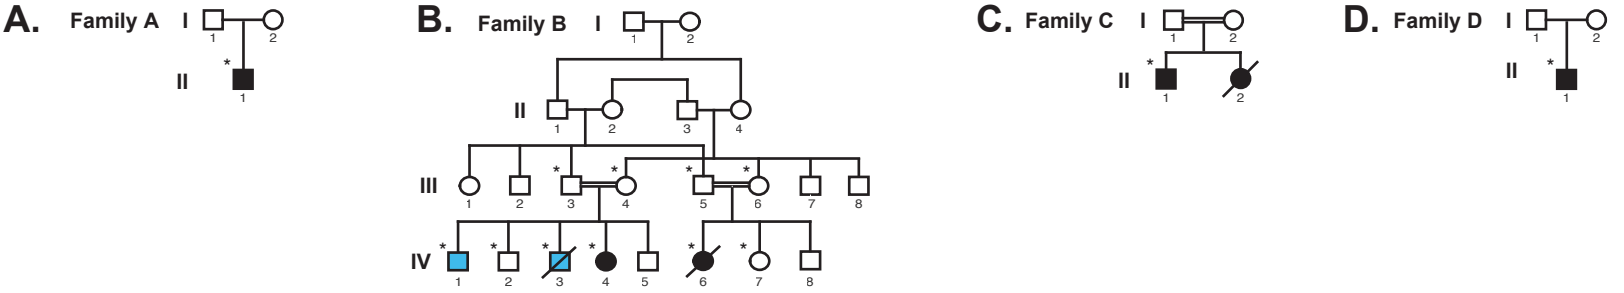 A. Family A I 1 2
* II 1
B. Family B I 1 2
II 1 2 3 4
* * * *
III 1 2 3 4 5 6 7 8
* * * * * *
IV 1 2 3 4 5 6 7 8
C. Family C I 1 2
* II 1 2
D. Family D I 1 2
* II 1